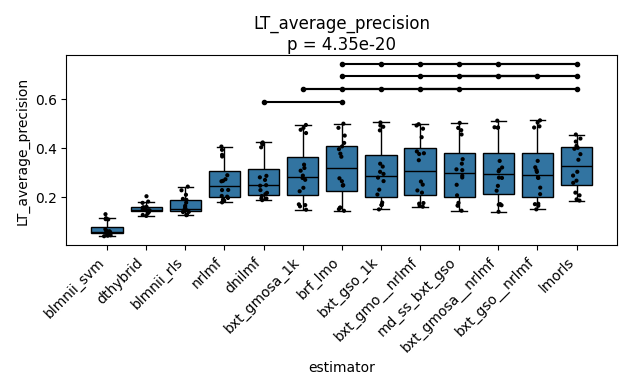 LT_average_precision
p = 4.35e-20
LT_average_precision
0.6
0.4
0.2
blmnii_svm
dthybrid
blmnii_rls
nrlmf
dnilmf
bxt_gmosa_1k
brf_lmo
bxt_gso_1k
bxt_gmo__nrlmf
md_ss_bxt_gso
bxt_gmosa__nrlmf
bxt_gso__nrlmf
lmorls
estimator